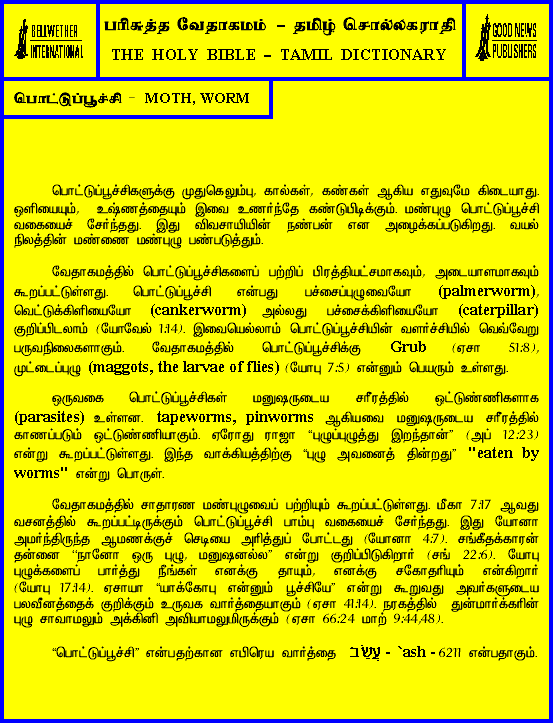 BELLWETHER
INTERNATIONAL
பரிசுத்த வேதாகமம் – தமிழ் சொல்லகராதி
THE HOLY BIBLE – TAMIL DICTIONARY
GOOD NEWS
PUBLISHERS
பொட்டுப்பூச்சி - MOTH, WORM
பொட்டுப்பூச்சிகளுக்கு முதுகெலும்பு, கால்கள், கண்கள் ஆகிய எதுவுமே கிடையாது.
ஒளியையும், உஷ்ணத்தையும் இவை உணர்ந்தே கண்டுபிடிக்கும். மண்புழு பொட்டுப்பூச்சி
வகையைச் சேர்ந்தது. இது விவசாயியின் நண்பன் என அழைக்கப்படுகிறது. வயல்
நிலத்தின் மண்ணை மண்புழு பண்படுத்தும்.
வேதாகமத்தில் பொட்டுப்பூச்சிகளைப் பற்றிப் பிரத்தியட்சமாகவும், அடையாளமாகவும்
கூறப்பட்டுள்ளது. பொட்டுப்பூச்சி என்பது பச்சைப்புழுவையோ (palmerworm),
வெட்டுக்கிளியையோ (cankerworm) அல்லது பச்சைக்கிளியையோ (caterpillar)
குறிப்பிடலாம் (யோவேல் 1:14). இவையெல்லாம் பொட்டுப்பூச்சியின் வளர்ச்சியில் வெவ்வேறு
பருவநிலைகளாகும். வேதாகமத்தில் பொட்டுப்பூச்சிக்கு Grub (ஏசா 51:8),
முட்டைப்புழு (maggots, the larvae of flies) (யோபு 7:5) என்னும் பெயரும் உள்ளது.
ஒருவகை பொட்டுப்பூச்சிகள் மனுஷருடைய சரீரத்தில் ஒட்டுண்ணிகளாக
(parasites) உள்ளன. tapeworms, pinworms ஆகியவை மனுஷருடைய சரீரத்தில்
காணப்படும் ஒட்டுண்ணியாகும். ஏரோது ராஜா “புழுப்புழுத்து இறந்தான்” (அப் 12:23)
என்று கூறப்பட்டுள்ளது. இந்த வாக்கியத்திற்கு “புழு அவனைத் தின்றது” "eaten by
worms" என்று பொருள்.
வேதாகமத்தில் சாதாரண மண்புழுவைப் பற்றியும் கூறப்பட்டுள்ளது. மீகா 7:17 ஆவது
வசனத்தில் கூறப்பட்டிருக்கும் பொட்டுப்பூச்சி பாம்பு வகையைச் சேர்ந்தது. இது யோனா
அமர்ந்திருந்த ஆமணக்குச் செடியை அரித்துப் போட்டது (யோனா 4:7). சங்கீதக்காரன்
தன்னை “நானோ ஒரு புழு, மனுஷனல்ல” என்று குறிப்பிடுகிறார் (சங் 22:6). யோபு
புழுக்களைப் பார்த்து நீங்கள் எனக்கு தாயும், எனக்கு சகோதரியும் என்கிறார்
(யோபு 17:14). ஏசாயா “யாக்கோபு என்னும் பூச்சியே” என்று கூறுவது அவர்களுடைய
பலவீனத்தைக் குறிக்கும் உருவக வார்த்தையாகும் (ஏசா 41:14). நரகத்தில் துன்மார்க்கரின்
புழு சாவாமலும் அக்கினி அவியாமலுமிருக்கும் (ஏசா 66:24 மாற் 9:44,48).
“பொட்டுப்பூச்சி” என்பதற்கான எபிரெய வார்த்தை עָשׁב - `ash - 6211 என்பதாகும்.